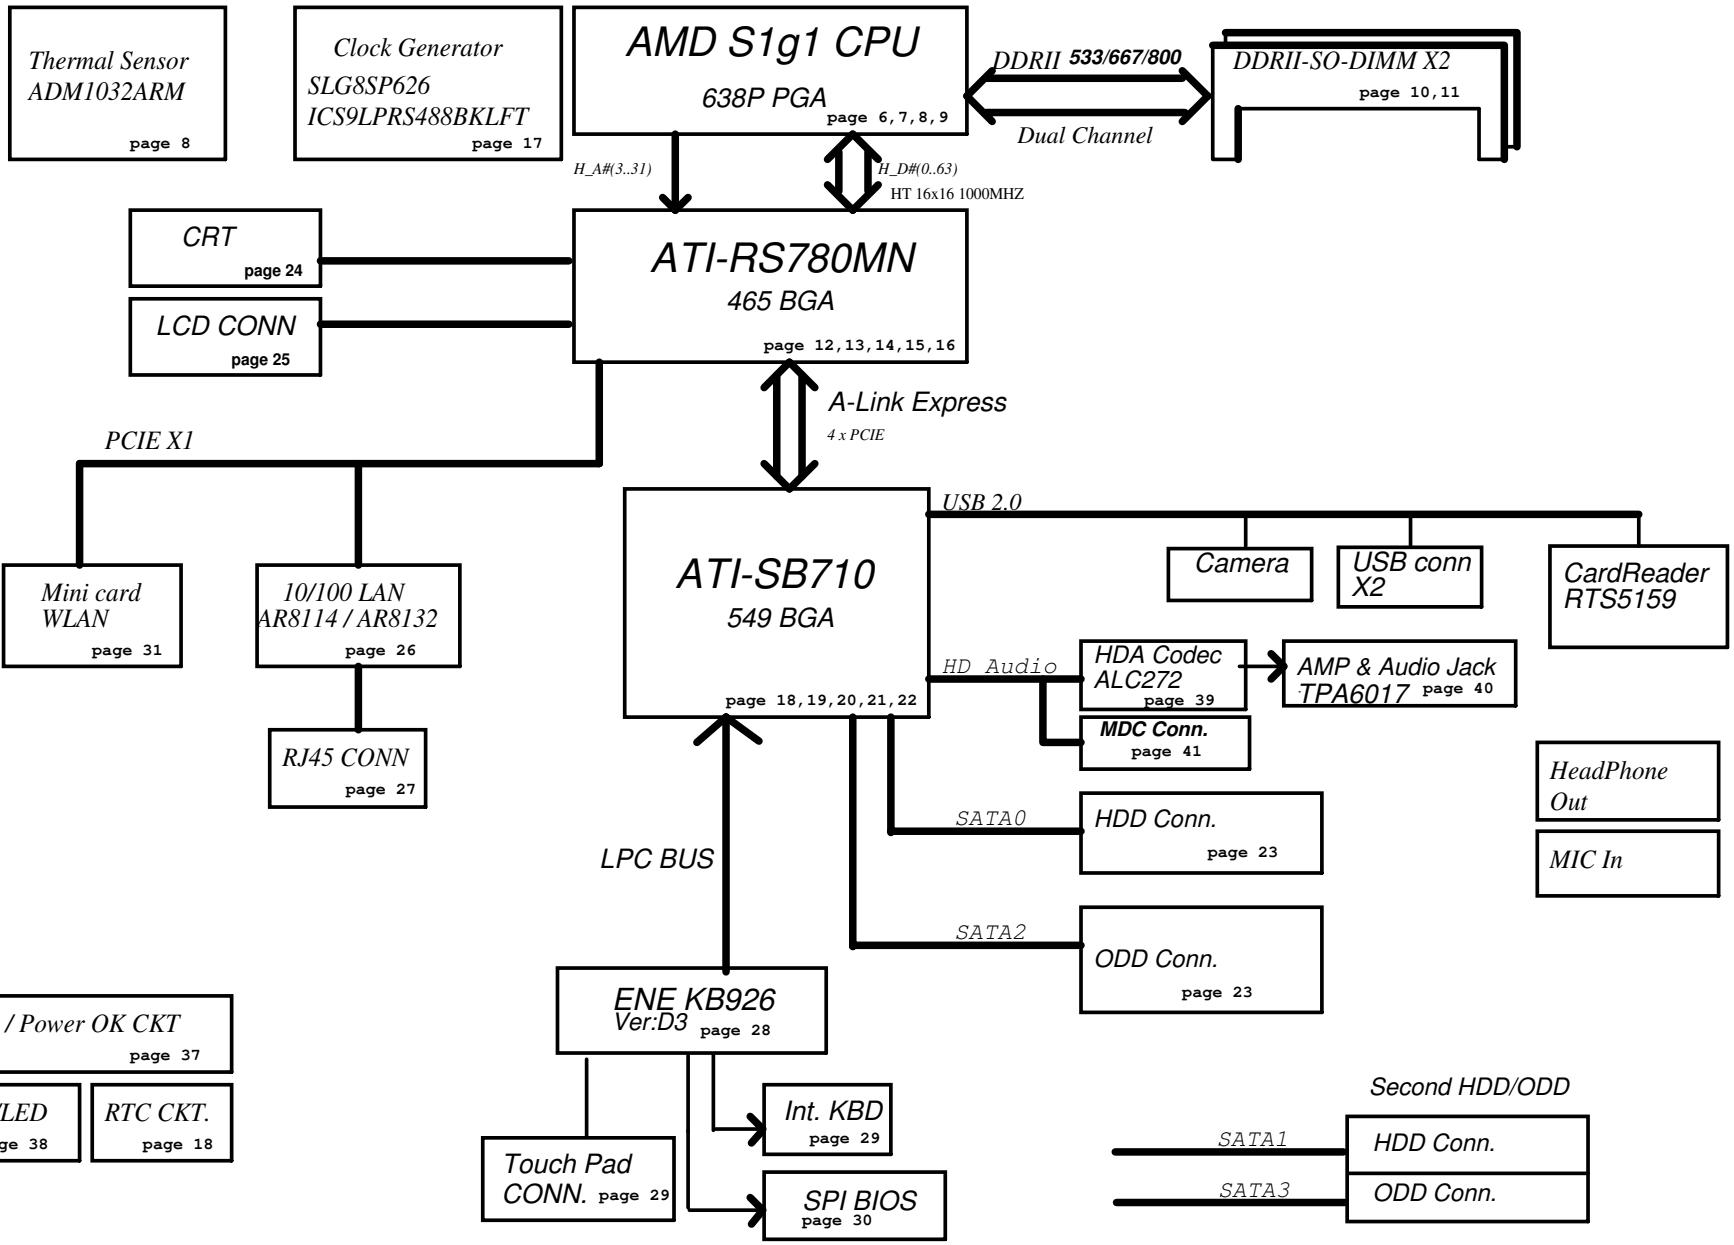 Thermal Sensor
ADM1032ARM
page 8
Clock Generator
SLG8SP626
ICS9LPRS488BKLFT
page 17
AMD S1g1 CPU
638P PGA
page 6,7,8,9
DDRII 533/667/800
Dual Channel
DDRII-SO-DIMM X2
page 10,11
H_A#(3..31)
H_D#(0..63)
HT 16x16 1000MHZ
CRT
page 24
LCD CONN
page 25
ATI-RS780MN
465 BGA
page 12,13,14,15,16
A-Link Express
4 x PCIE
PCIE X1
Mini card
WLAN
page 31
10/100 LAN
AR8114 / AR8132
page 26
RJ45 CONN
page 27
ATI-SB710
549 BGA
page 18,19,20,21,22
USB 2.0
Camera
USB conn
X2
CardReader
RTS5159
HD Audio
HDA Codec
ALC272
page 39
AMP & Audio Jack
TPA6017 page 40
MDC Conn.
page 41
HeadPhone
Out
MIC In
SATA0
HDD Conn.
page 23
SATA2
ODD Conn.
page 23
LPC BUS
ENE KB926
Ver:D3 page 28
/ Power OK CKT
page 37
/LED
ge 38
RTC CKT.
page 18
Touch Pad
CONN. page 29
Int. KBD
page 29
SPI BIOS
page 30
Second HDD/ODD
SATA1
HDD Conn.
SATA3
ODD Conn.